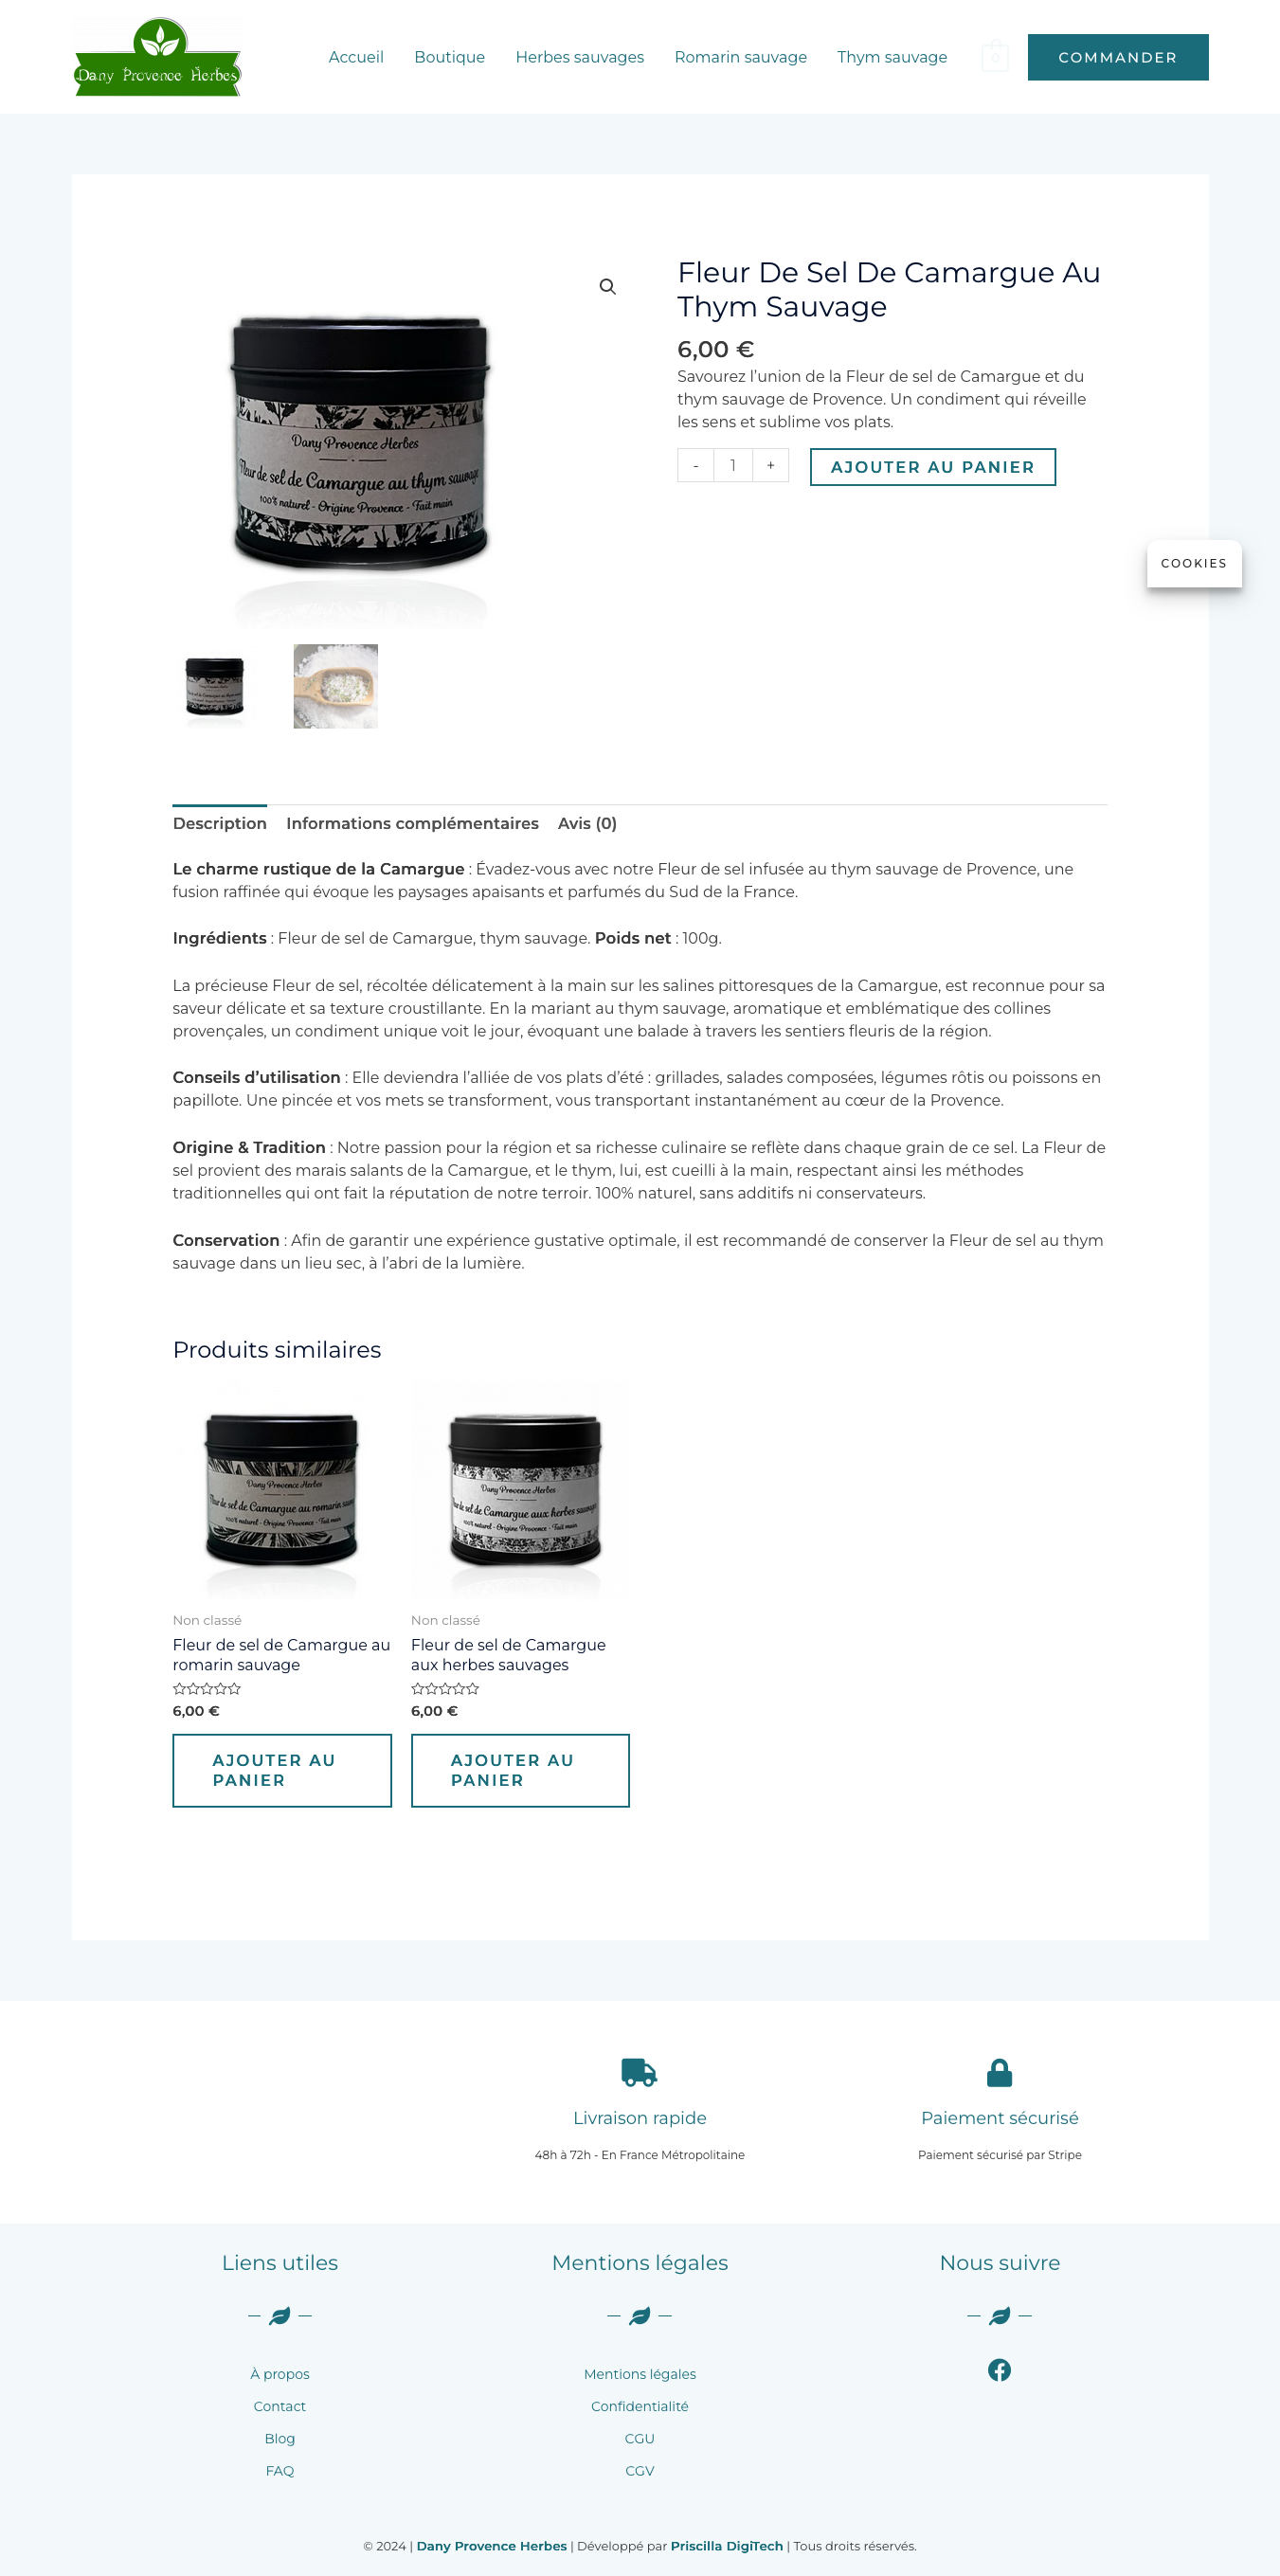 Dany Provence Herbes
Accueil
Boutique
Herbes sauvages
Romarin sauvage
Thym sauvage
0
COMMANDER
Fleur De Sel De Camargue Au
Thym Sauvage
6,00 €
Savourez l’union de la Fleur de sel de Camargue et du
thym sauvage de Provence. Un condiment qui réveille
les sens et sublime vos plats.
- 1 +
AJOUTER AU PANIER
Dany Provence Herbes
Fleur de sel de Camargue au thym sauvage
100% naturel - Origine Provence - Fait main
COOKIES
Description
Informations complémentaires
Avis (0)
Le charme rustique de la Camargue : Évadez-vous avec notre Fleur de sel infusée au thym sauvage de Provence, une
fusion raffinée qui évoque les paysages apaisants et parfumés du Sud de la France.
Ingrédients : Fleur de sel de Camargue, thym sauvage. Poids net : 100g.
La précieuse Fleur de sel, récoltée délicatement à la main sur les salines pittoresques de la Camargue, est reconnue pour sa
saveur délicate et sa texture croustillante. En la mariant au thym sauvage, aromatique et emblématique des collines
provençales, un condiment unique voit le jour, évoquant une balade à travers les sentiers fleuris de la région.
Conseils d’utilisation : Elle deviendra l’alliée de vos plats d’été : grillades, salades composées, légumes rôtis ou poissons en
papillote. Une pincée et vos mets se transforment, vous transportant instantanément au cœur de la Provence.
Origine & Tradition : Notre passion pour la région et sa richesse culinaire se reflète dans chaque grain de ce sel. La Fleur de
sel provient des marais salants de la Camargue, et le thym, lui, est cueilli à la main, respectant ainsi les méthodes
traditionnelles qui ont fait la réputation de notre terroir. 100% naturel, sans additifs ni conservateurs.
Conservation : Afin de garantir une expérience gustative optimale, il est recommandé de conserver la Fleur de sel au thym
sauvage dans un lieu sec, à l’abri de la lumière.
Produits similaires
Dany Provence Herbes
Fleur de sel de Camargue au romarin sauvage
100% naturel - Origine Provence - Fait main
Non classé
Fleur de sel de Camargue au
romarin sauvage
6,00 €
AJOUTER AU
PANIER
Dany Provence Herbes
Fleur de sel de Camargue aux herbes sauvages
100% naturel - Origine Provence - Fait main
Non classé
Fleur de sel de Camargue
aux herbes sauvages
6,00 €
AJOUTER AU
PANIER
Livraison rapide
48h à 72h - En France Métropolitaine
Paiement sécurisé
Paiement sécurisé par Stripe
Liens utiles
À propos
Contact
Blog
FAQ
Mentions légales
Mentions légales
Confidentialité
CGU
CGV
Nous suivre
© 2024 | Dany Provence Herbes | Développé par Priscilla DigiTech | Tous droits réservés.